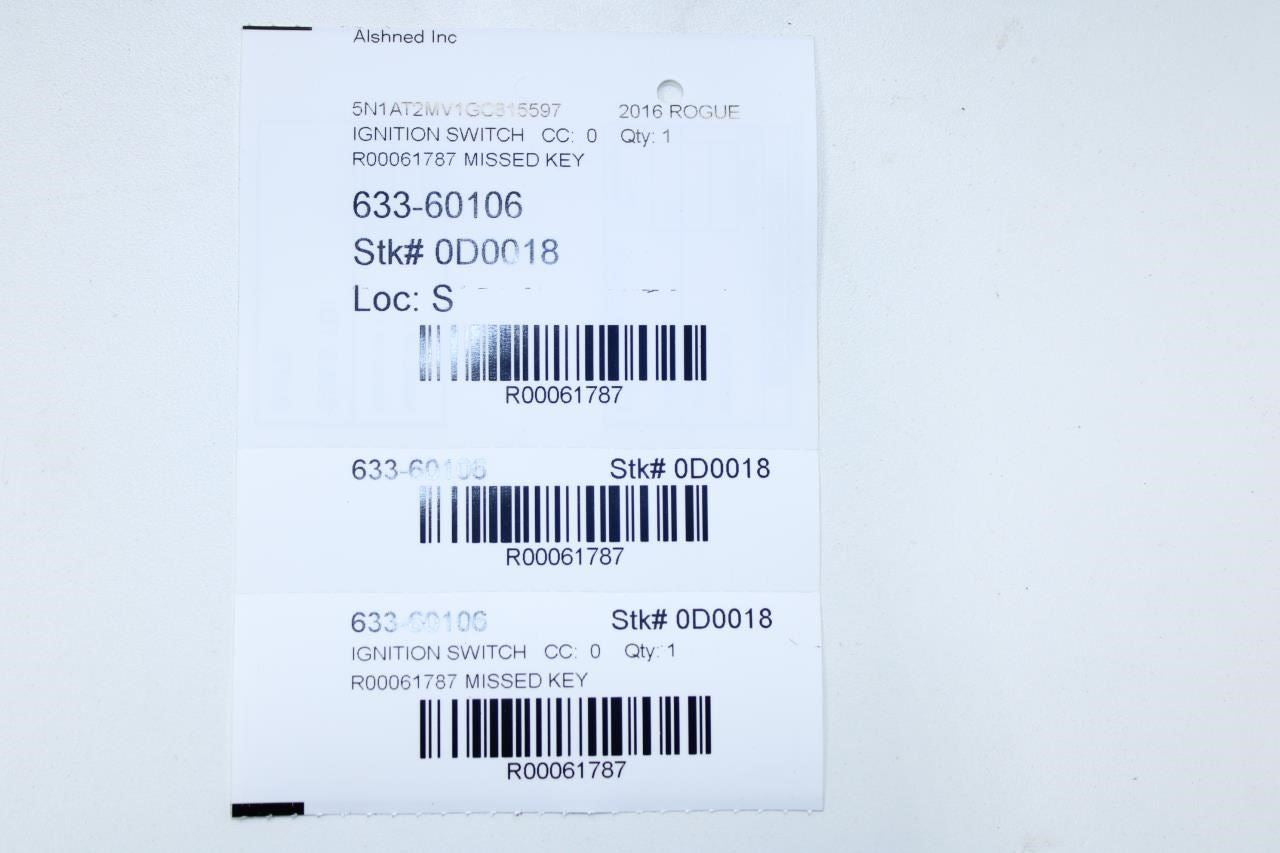 Alshned Inc
5N1AT2MV1GC815597 2016 ROGUE
IGNITION SWITCH CC: 0 Qty: 1
R00061787 MISSED KEY
633-60106
Stk# 0D0018
Loc: S
R00061787
633-60106 Stk# 0D0018
R00061787
633-60106 Stk# 0D0018
IGNITION SWITCH CC: 0 Qty: 1
R00061787 MISSED KEY
R00061787